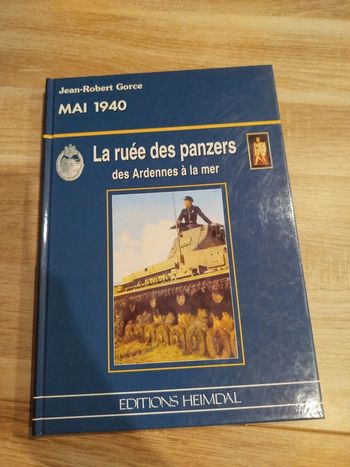 Jean-Robert Gorce
MAI 1940
La ruée des panzers
des Ardennes à la mer
EDITIONS HEIMDAL